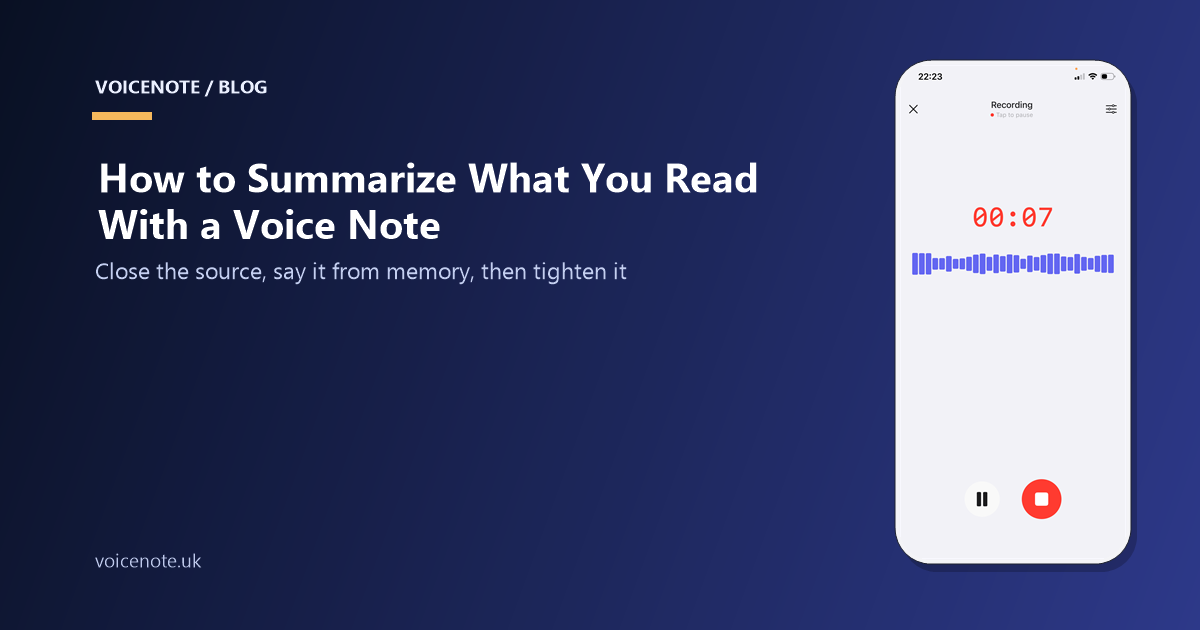 VOICENOTE / BLOG
How to Summarize What You Read
With a Voice Note
Close the source, say it from memory, then tighten it
voicenote.uk
22:23
Recording
Tap to pause
00:07